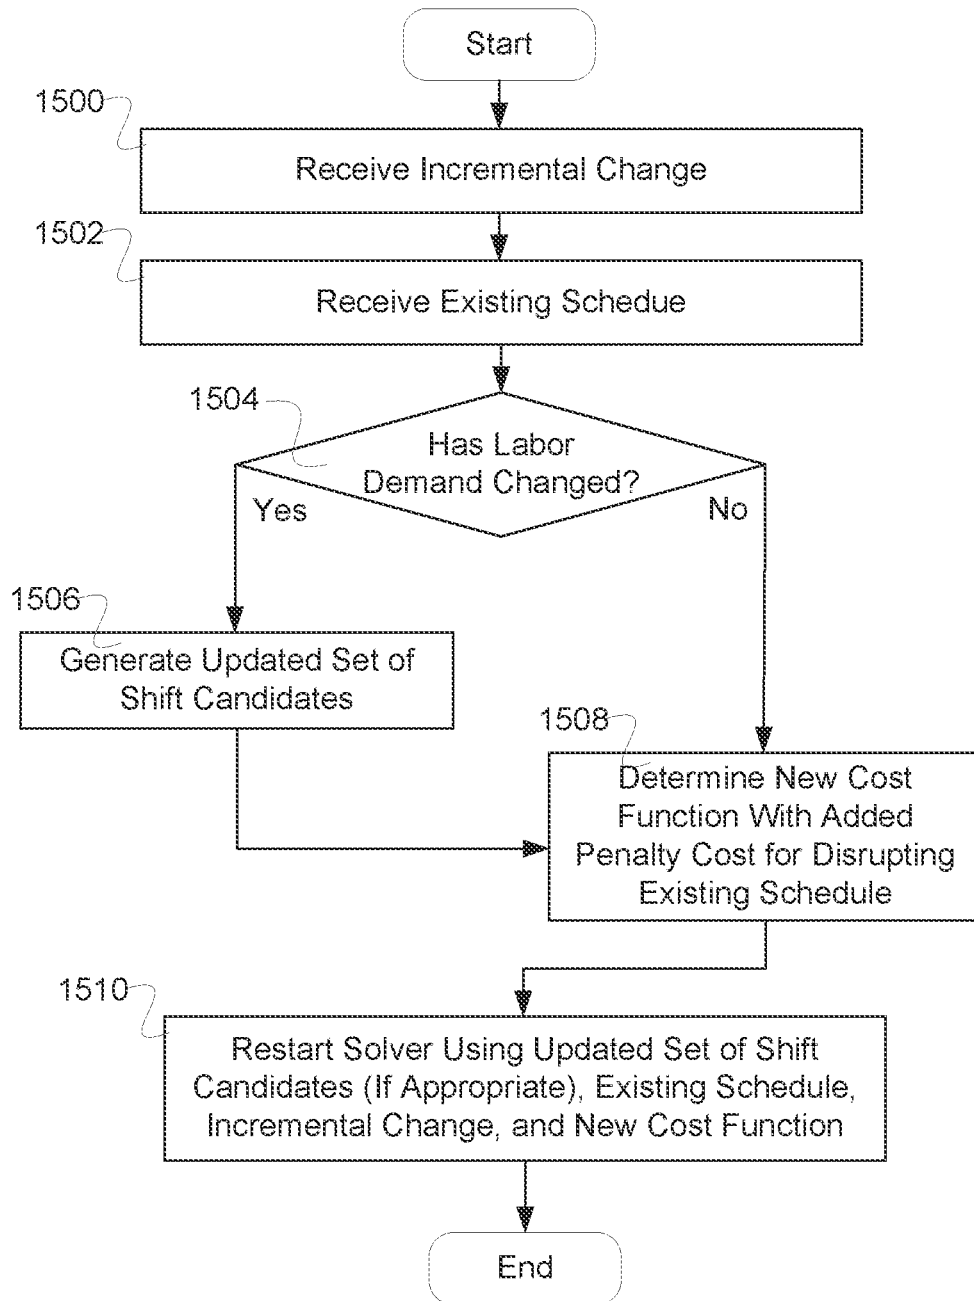 Start
1500
Receive Incremental Change
1502
Receive Existing Schedue
1504
Has Labor
Demand Changed?
Yes
No
1506
Generate Updated Set of
Shift Candidates
1508
Determine New Cost
Function With Added
Penalty Cost for Disrupting
Existing Schedule
1510
Restart Solver Using Updated Set of Shift
Candidates (If Appropriate), Existing Schedule,
Incremental Change, and New Cost Function
End